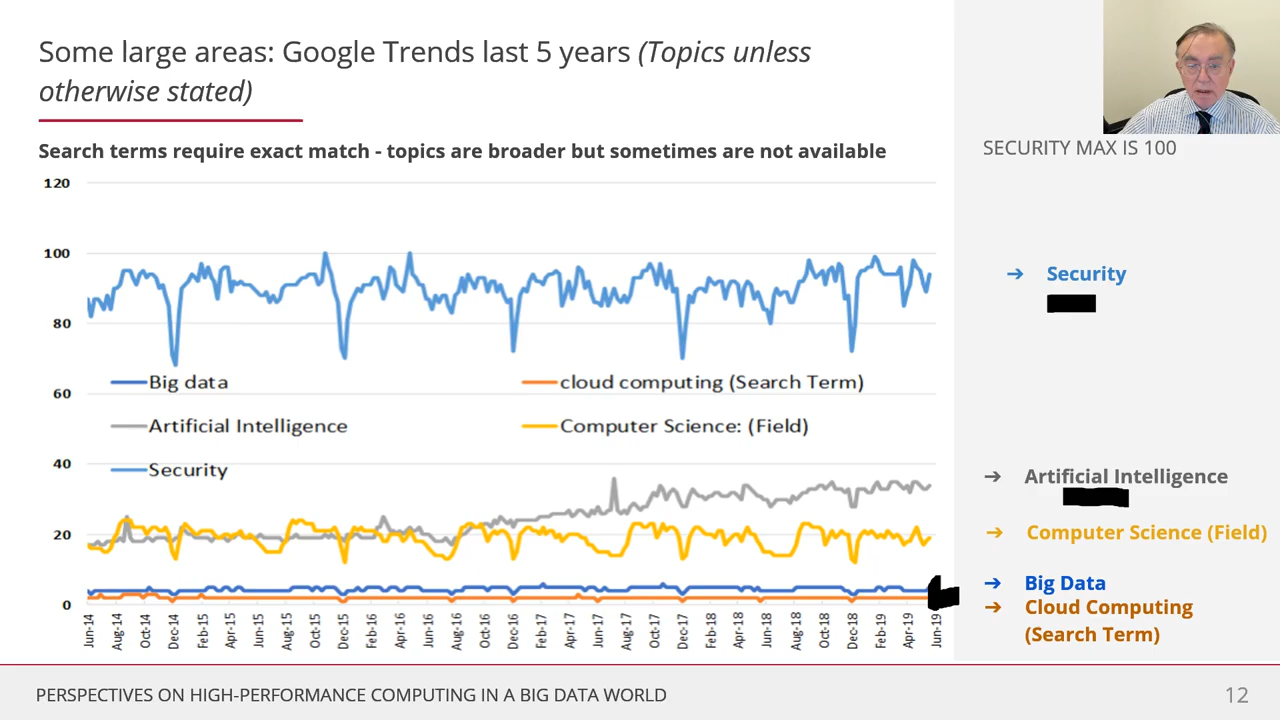 Some large areas: Google Trends last 5 years (Topics unless
otherwise stated)
Search terms require exact match - topics are broader but sometimes are not available
SECURITY MAX IS 100
120
100
80
60
40
20
0
Big data
cloud computing (Search Term)
Artificial Intelligence
Computer Science: (Field)
Security
Jun-14
Aug-14
Oct-14
Dec-14
Feb-15
Apr-15
Jun-15
Aug-15
Oct-15
Dec-15
Feb-16
Apr-16
Jun-16
Aug-16
Oct-16
Dec-16
Feb-17
Apr-17
Jun-17
Aug-17
Oct-17
Dec-17
Feb-18
Apr-18
Jun-18
Aug-18
Oct-18
Dec-18
Feb-19
Apr-19
Jun-19
→ Security
→ Artificial Intelligence
→ Computer Science (Field)
→ Big Data
→ Cloud Computing
(Search Term)
PERSPECTIVES ON HIGH-PERFORMANCE COMPUTING IN A BIG DATA WORLD
12